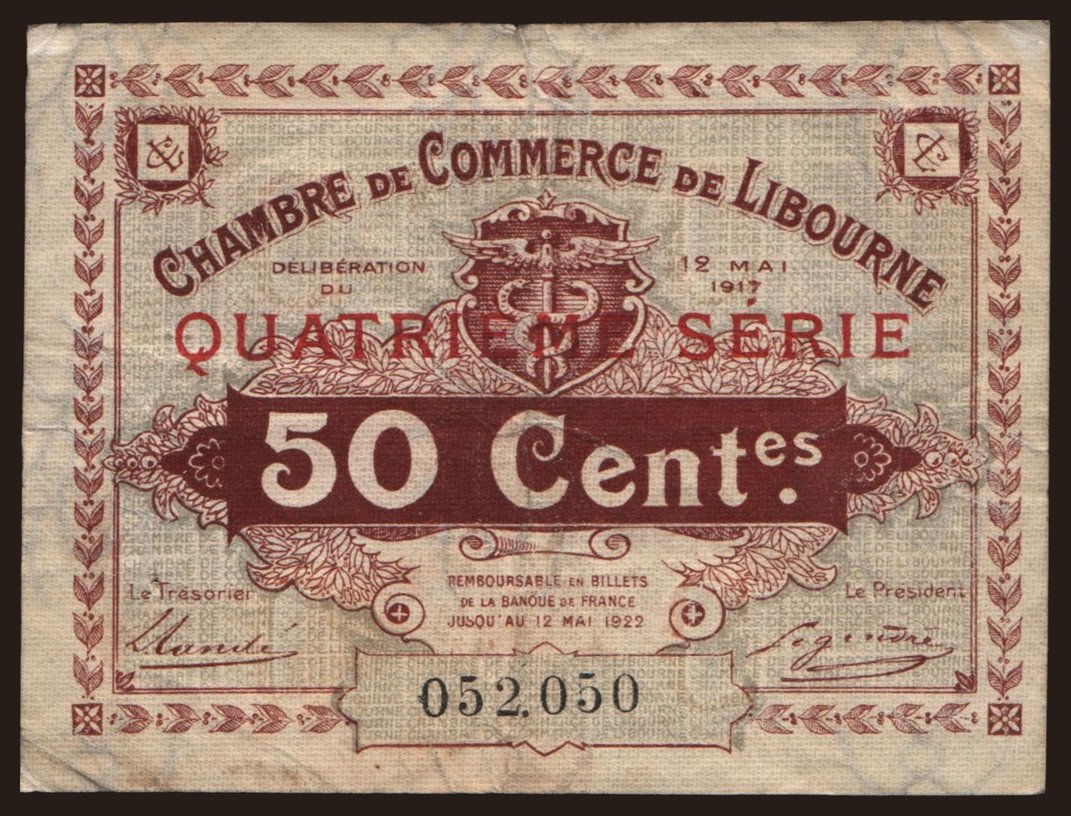 CHAMBRE DE COMMERCE DE LIBOURNE
DÉLIBÉRATION
DU
12 MAI
1917
QUATRIEME SÉRIE
50 Centes.
REMBOURSABLE EN BILLETS
DE LA BANQUE DE FRANCE
JUSQU'AU 12 MAI 1922
Le Trésorier
Le Président
Legendre
052.050